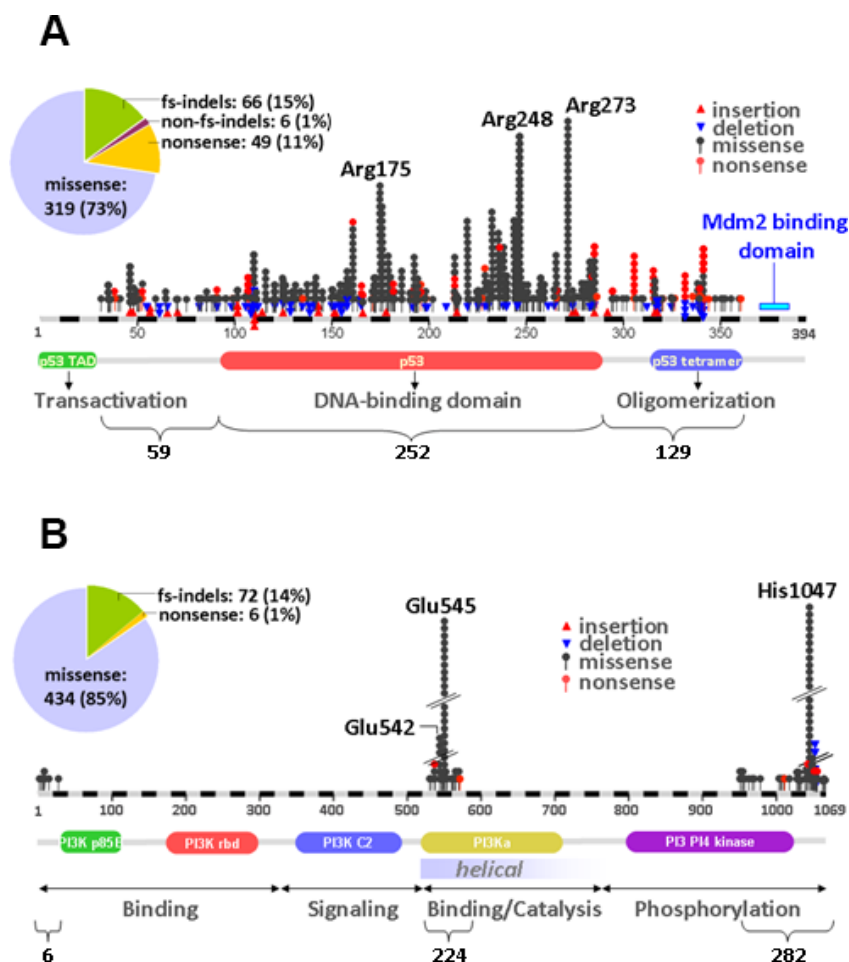 A
fs-indels: 66 (15%)
non-fs-indels: 6 (1%)
nonsense: 49 (11%)
missense:
319 (73%)
Arg175
Arg248
Arg273
insertion
deletion
missense
nonsense
Mdm2 binding
domain
1 50 100 150 200 250 300 350 394
p53 TAD p53 p53 tetramer
Transactivation DNA-binding domain Oligomerization
59 252 129
B
fs-indels: 72 (14%)
nonsense: 6 (1%)
missense:
434 (85%)
Glu545
Glu542
His1047
insertion
deletion
missense
nonsense
1 100 200 300 400 500 600 700 800 900 1000 1069
PI3K p85B PI3K rbd PI3K C2 PI3Ka PI3 PI4 kinase
helical
Binding Signaling Binding/Catalysis Phosphorylation
6 224 282